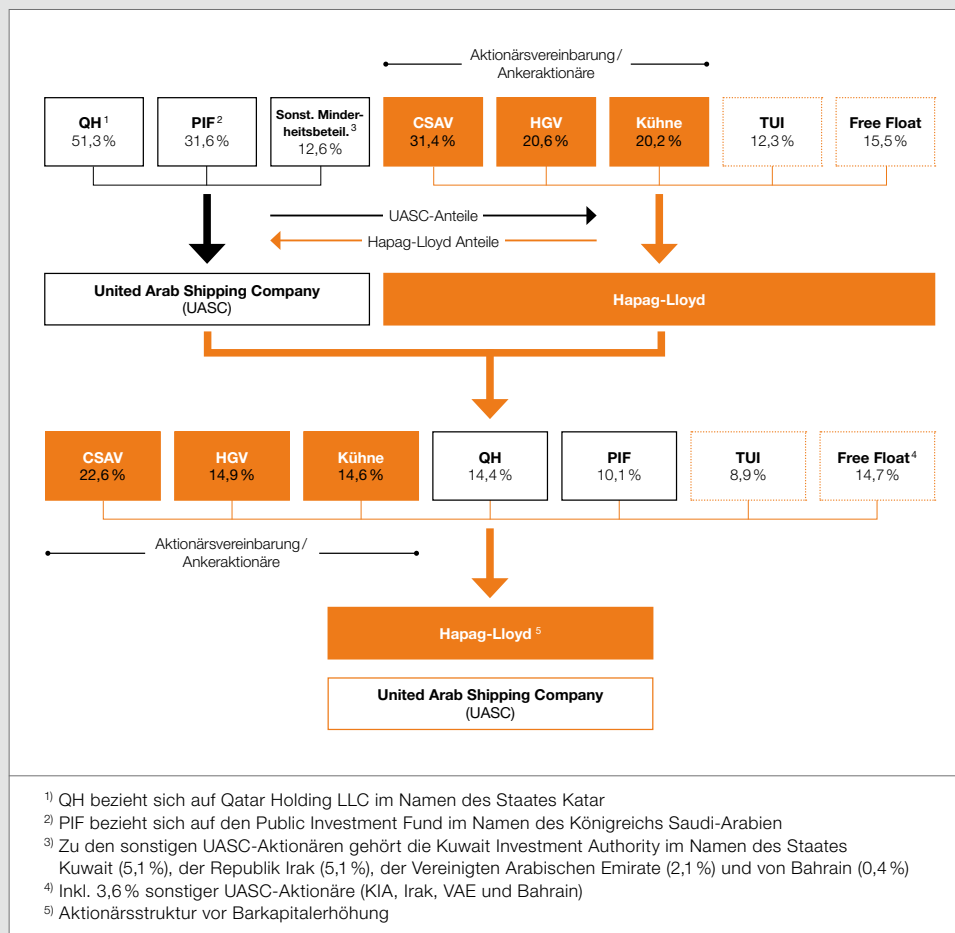 Aktionärsvereinbarung /
Ankeraktionäre
QH ¹
51,3 %
PIF ²
31,6 %
Sonst. Minder-
heitsbeteil. ³
12,6 %
CSAV
31,4 %
HGV
20,6 %
Kühne
20,2 %
TUI
12,3 %
Free Float
15,5 %
UASC-Anteile
Hapag-Lloyd Anteile
United Arab Shipping Company
(UASC)
Hapag-Lloyd
CSAV
22,6 %
HGV
14,9 %
Kühne
14,6 %
QH
14,4 %
PIF
10,1 %
TUI
8,9 %
Free Float ⁴
14,7 %
Aktionärsvereinbarung /
Ankeraktionäre
Hapag-Lloyd ⁵
United Arab Shipping Company
(UASC)
¹⁾ QH bezieht sich auf Qatar Holding LLC im Namen des Staates Katar
²⁾ PIF bezieht sich auf den Public Investment Fund im Namen des Königreichs Saudi-Arabien
³⁾ Zu den sonstigen UASC-Aktionären gehört die Kuwait Investment Authority im Namen des Staates
Kuwait (5,1 %), der Republik Irak (5,1 %), der Vereinigten Arabischen Emirate (2,1 %) und von Bahrain (0,4 %)
⁴⁾ Inkl. 3,6 % sonstiger UASC-Aktionäre (KIA, Irak, VAE und Bahrain)
⁵⁾ Aktionärsstruktur vor Barkapitalerhöhung